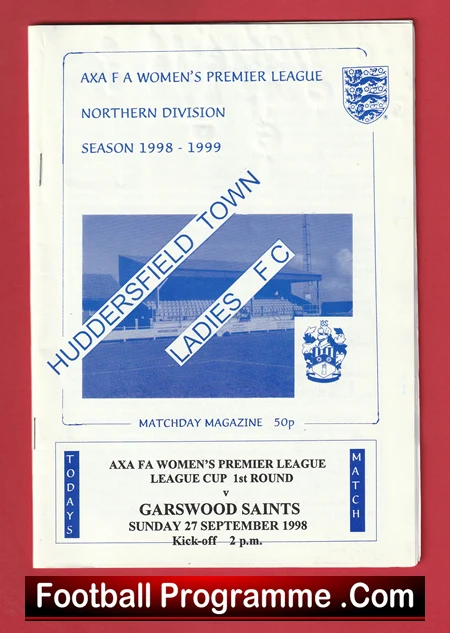 AXA F A WOMEN'S PREMIER LEAGUE
NORTHERN DIVISION
SEASON 1998 - 1999
HUDDERSFIELD TOWN
LADIES F C
MATCHDAY MAGAZINE 50p
TODAYS
AXA FA WOMEN'S PREMIER LEAGUE
LEAGUE CUP 1st ROUND
v
GARSWOOD SAINTS
SUNDAY 27 SEPTEMBER 1998
Kick-off 2 p.m.
MATCH
Football Programme .Com